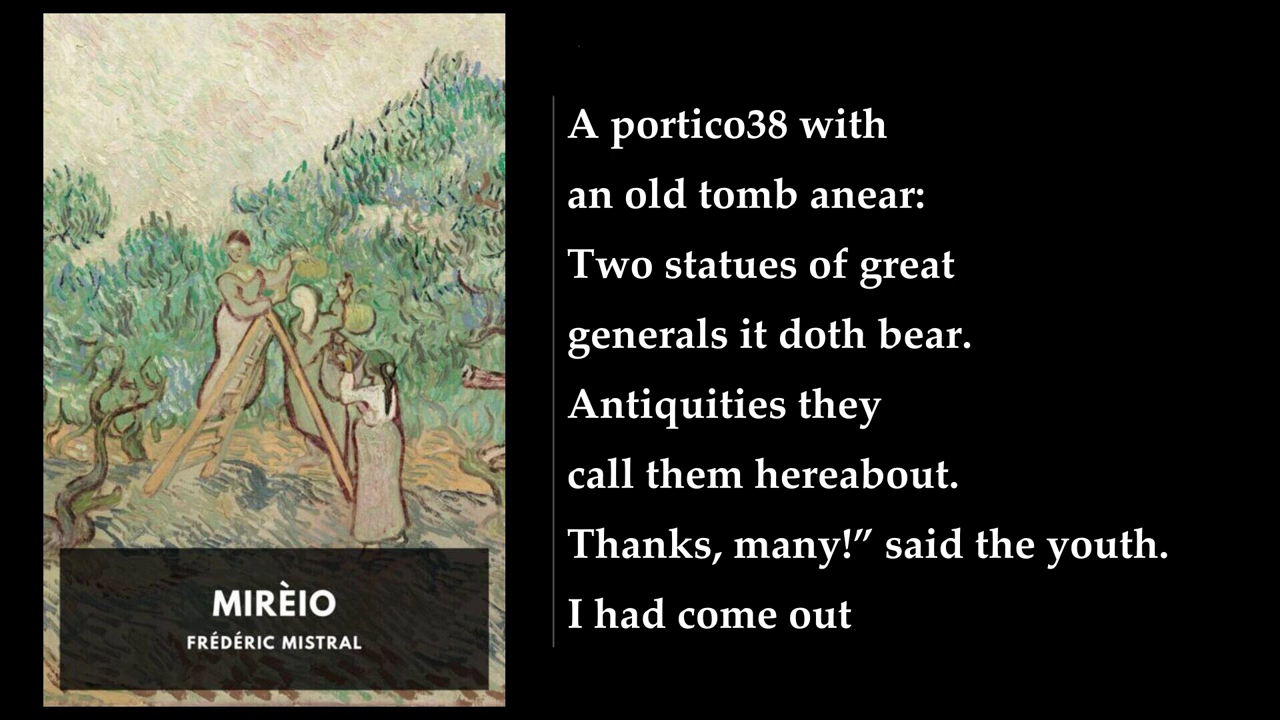 MIRÈIO
FRÉDÉRIC MISTRAL
A portico38 with
an old tomb anear:
Two statues of great
generals it doth bear.
Antiquities they
call them hereabout.
Thanks, many!” said the youth.
I had come out